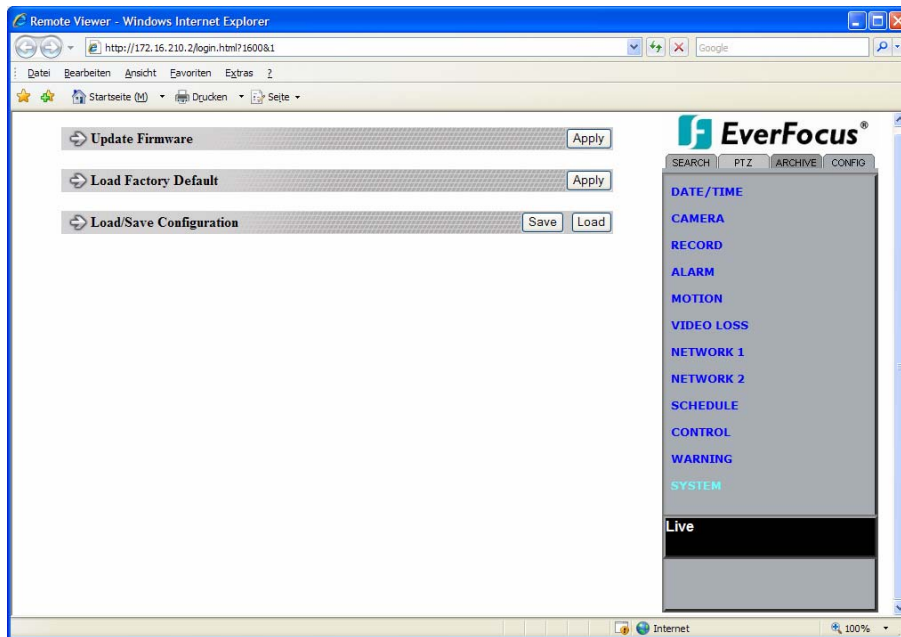 Remote Viewer - Windows Internet Explorer
http://172.16.210.2/login.html?1600&1
Google
Datei Bearbeiten Ansicht Favoriten Extras ?
Startseite (M) Drucken Seite
Update Firmware Apply
Load Factory Default Apply
Load/Save Configuration Save Load
EverFocus®
SEARCH PTZ ARCHIVE CONFIG
DATE/TIME
CAMERA
RECORD
ALARM
MOTION
VIDEO LOSS
NETWORK 1
NETWORK 2
SCHEDULE
CONTROL
WARNING
SYSTEM
Live
Internet 100%